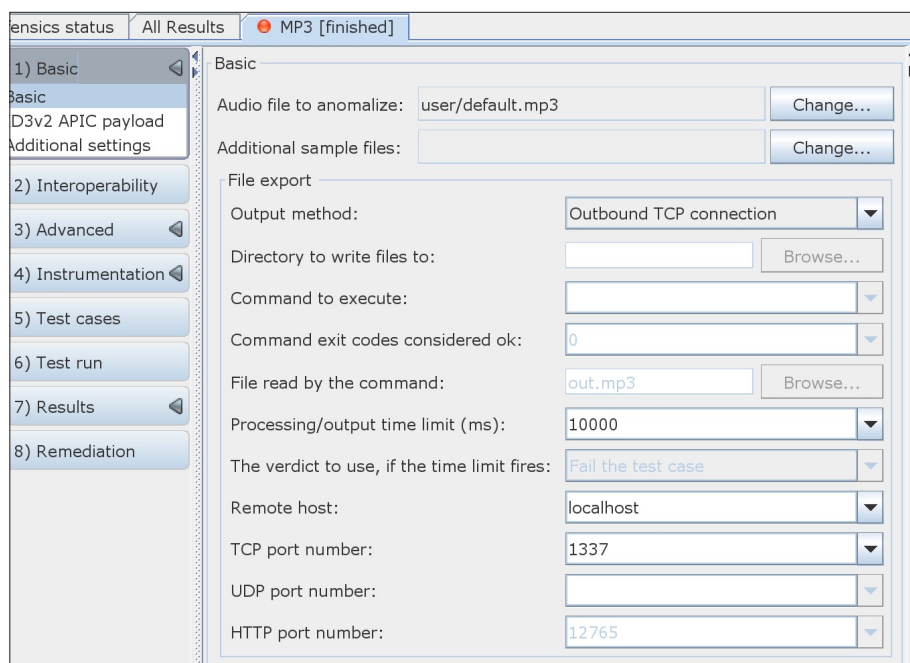 ensics status
All Results
MP3 [finished]
1) Basic
Basic
D3v2 APIC payload
Additional settings
2) Interoperability
3) Advanced
4) Instrumentation
5) Test cases
6) Test run
7) Results
8) Remediation
Basic
Audio file to anomalize: user/default.mp3 Change...
Additional sample files: Change...
File export
Output method: Outbound TCP connection
Directory to write files to: Browse...
Command to execute:
Command exit codes considered ok: 0
File read by the command: out.mp3 Browse...
Processing/output time limit (ms): 10000
The verdict to use, if the time limit fires: Fail the test case
Remote host: localhost
TCP port number: 1337
UDP port number:
HTTP port number: 12765